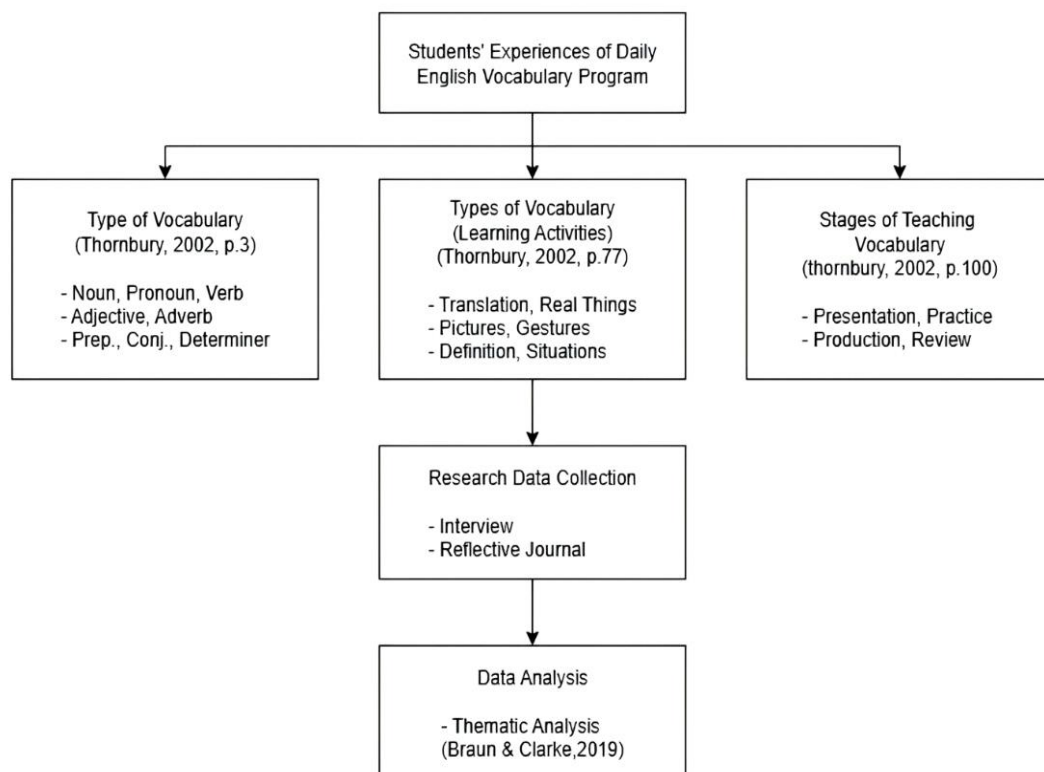 Students' Experiences of Daily
English Vocabulary Program
Type of Vocabulary
(Thornbury, 2002, p.3)
- Noun, Pronoun, Verb
- Adjective, Adverb
- Prep., Conj., Determiner
Types of Vocabulary
(Learning Activities)
(Thornbury, 2002, p.77)
- Translation, Real Things
- Pictures, Gestures
- Definition, Situations
Stages of Teaching
Vocabulary
(thornbury, 2002, p.100)
- Presentation, Practice
- Production, Review
Research Data Collection
- Interview
- Reflective Journal
Data Analysis
- Thematic Analysis
(Braun & Clarke,2019)